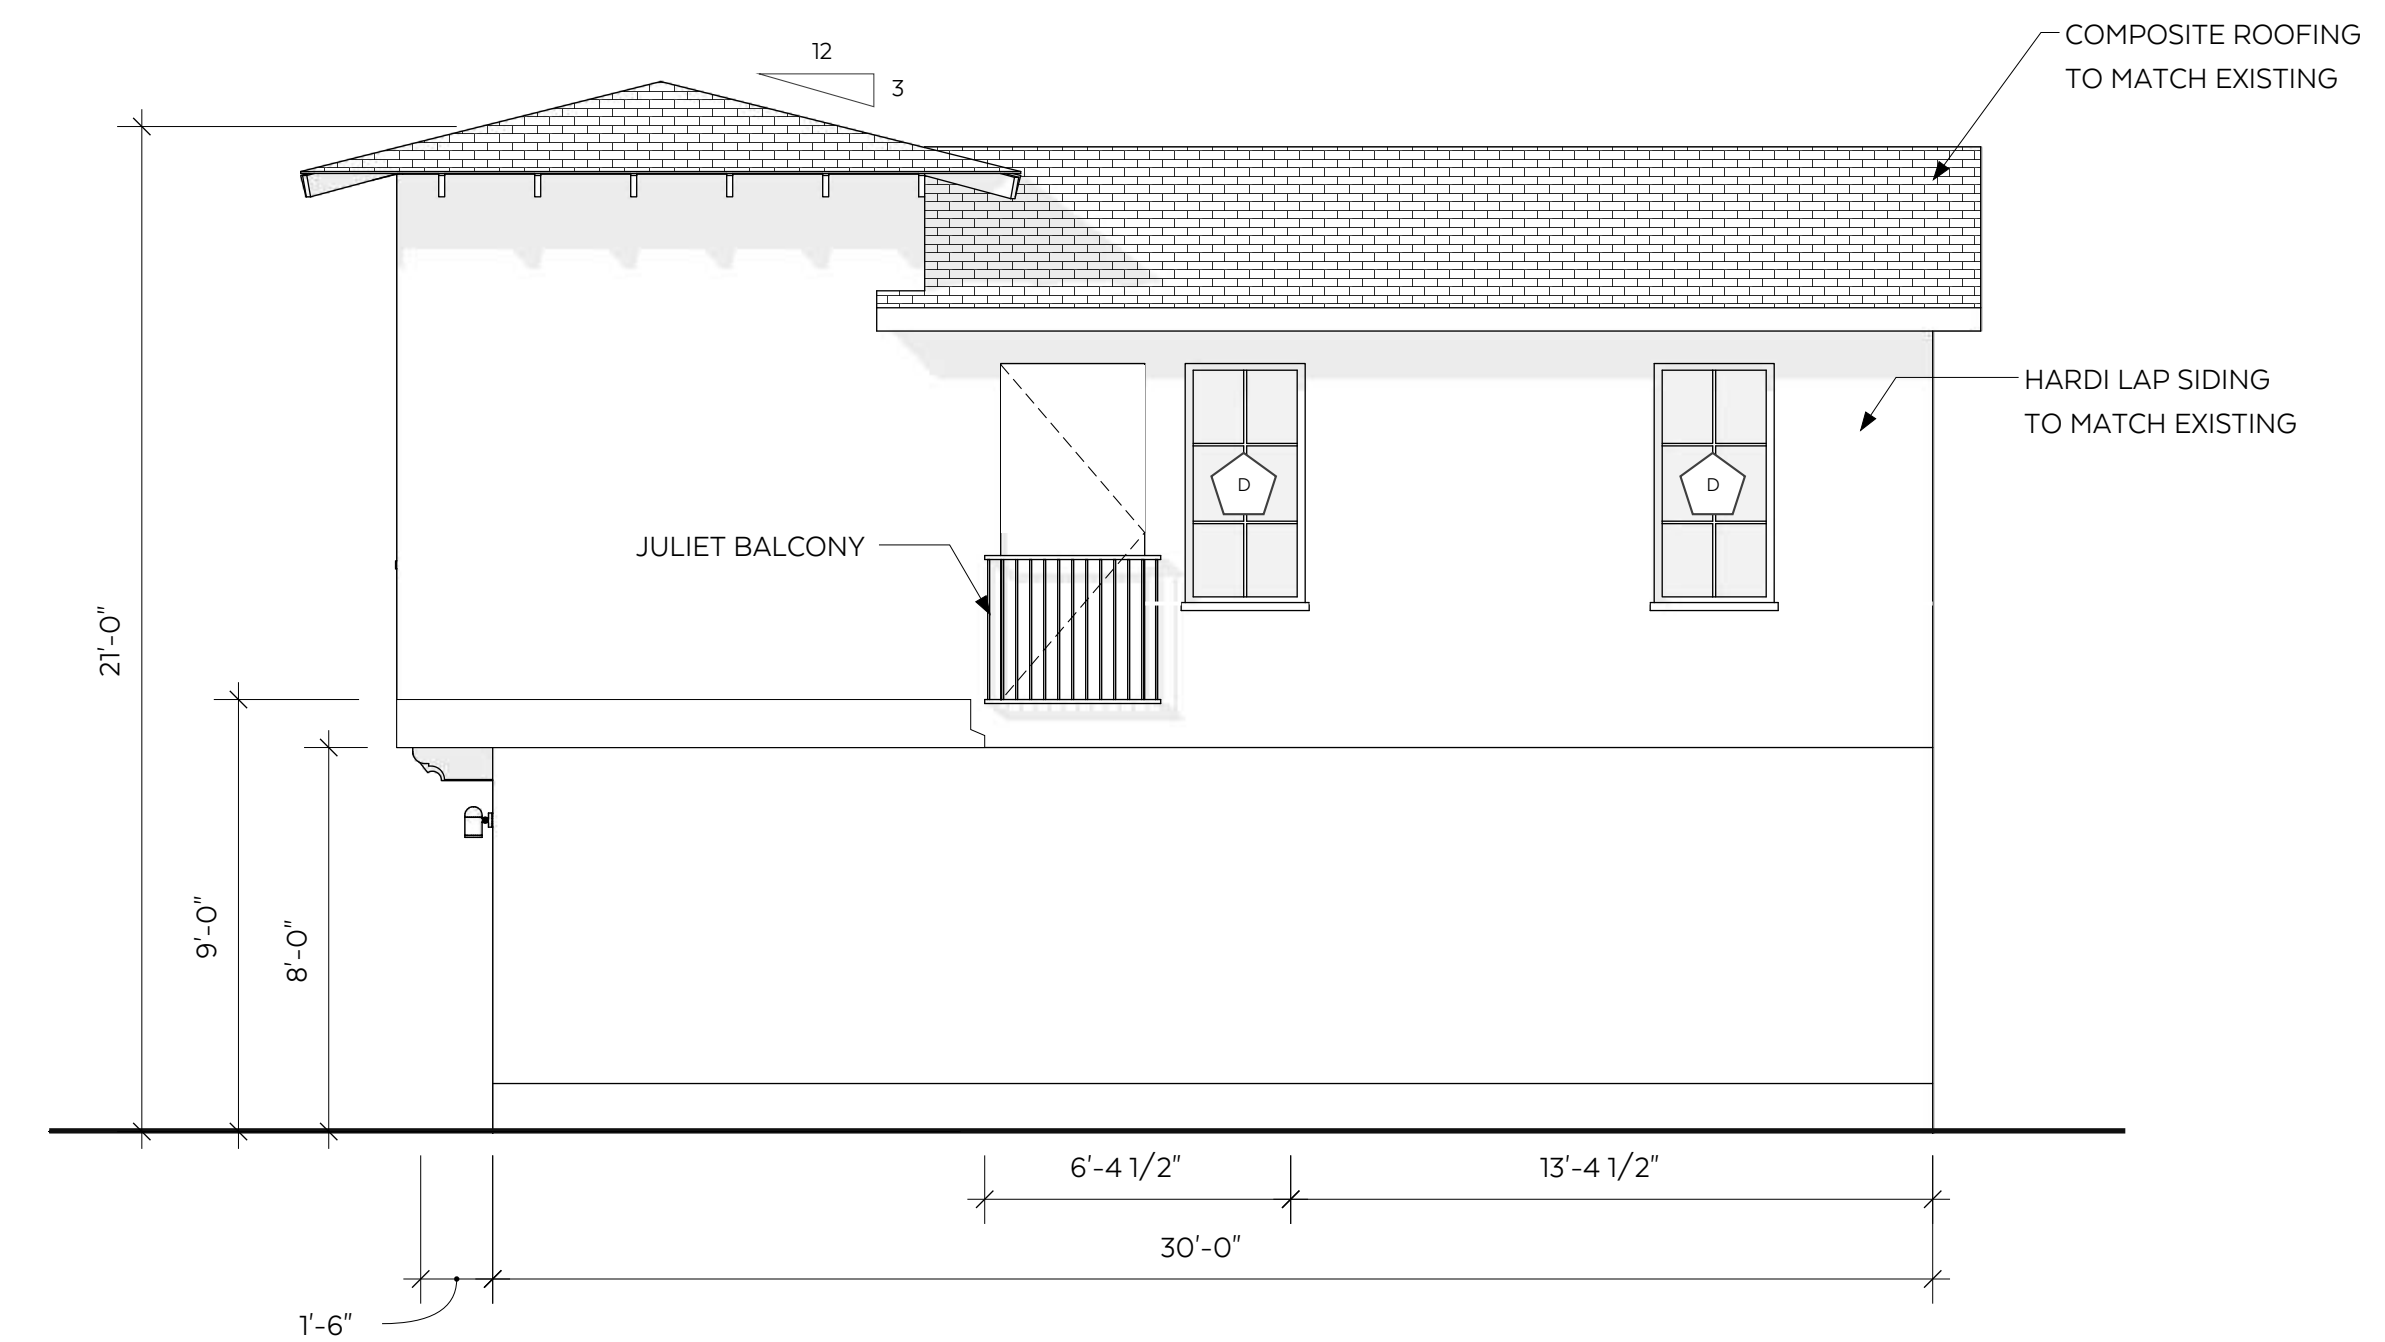 12
3
COMPOSITE ROOFING
TO MATCH EXISTING
HARDI LAP SIDING
TO MATCH EXISTING
D
D
JULIET BALCONY
21'-0"
9'-0"
8'-0"
6'-4 1/2"
13'-4 1/2"
30'-0"
1'-6"